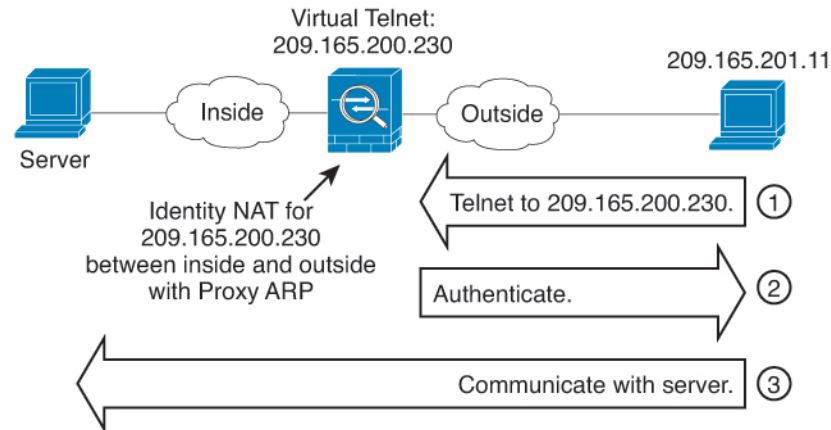 Virtual Telnet:
209.165.200.230
209.165.201.11
Inside
Outside
Server
Identity NAT for
209.165.200.230
between inside and outside
with Proxy ARP
Telnet to 209.165.200.230.
1
Authenticate.
2
Communicate with server.
3